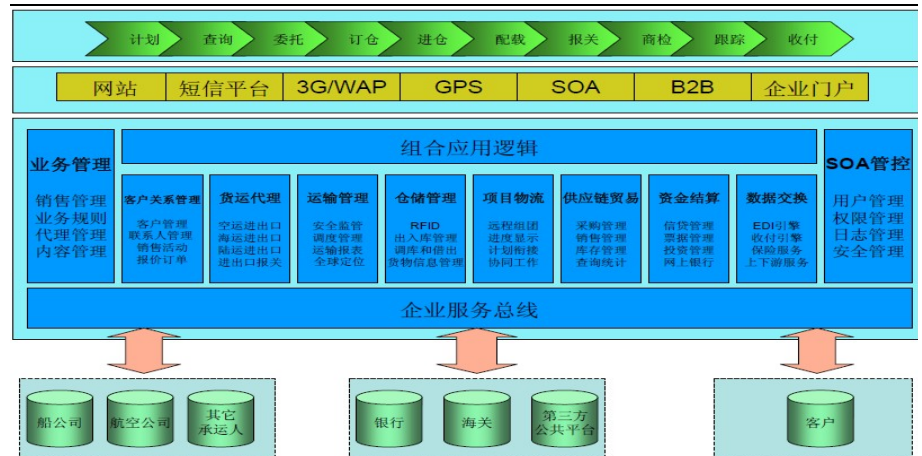 计划 查询 委托 订仓 进仓 配载 报关 商检 跟踪 收付
网站 短信平台 3G/WAP GPS SOA B2B 企业门户
业务管理
销售管理
业务规则
代理管理
内容管理
组合应用逻辑
客户关系管理
客户管理
联系人管理
销售活动
报价订单
货运代理
空运进出口
海运进出口
陆运进出口
进出口报关
运输管理
安全监管
调度管理
运输报表
全球定位
仓储管理
RFID
出入库管理
调库和借出
货物信息管理
项目物流
远程组团
进度显示
计划衔接
协同工作
供应链贸易
采购管理
销售管理
库存管理
查询统计
资金结算
信贷管理
票据管理
投资管理
网上银行
数据交换
EDI引擎
收付引擎
保险服务
上下游服务
SOA管控
用户管理
权限管理
日志管理
安全管理
企业服务总线
船公司
航空公司
其它
承运人
银行
海关
第三方
公共平台
客户